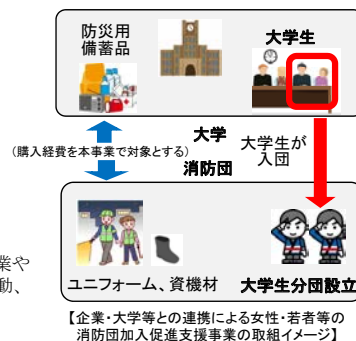 防災用
備蓄品
大学生
大学
(購入経費を本事業で対象とする)
消防団
大学生が
入団
業や
動、
ユニフォーム、資機材
大学生分団設立
【企業・大学等との連携による女性・若者等の
消防団加入促進支援事業の取組イメージ】